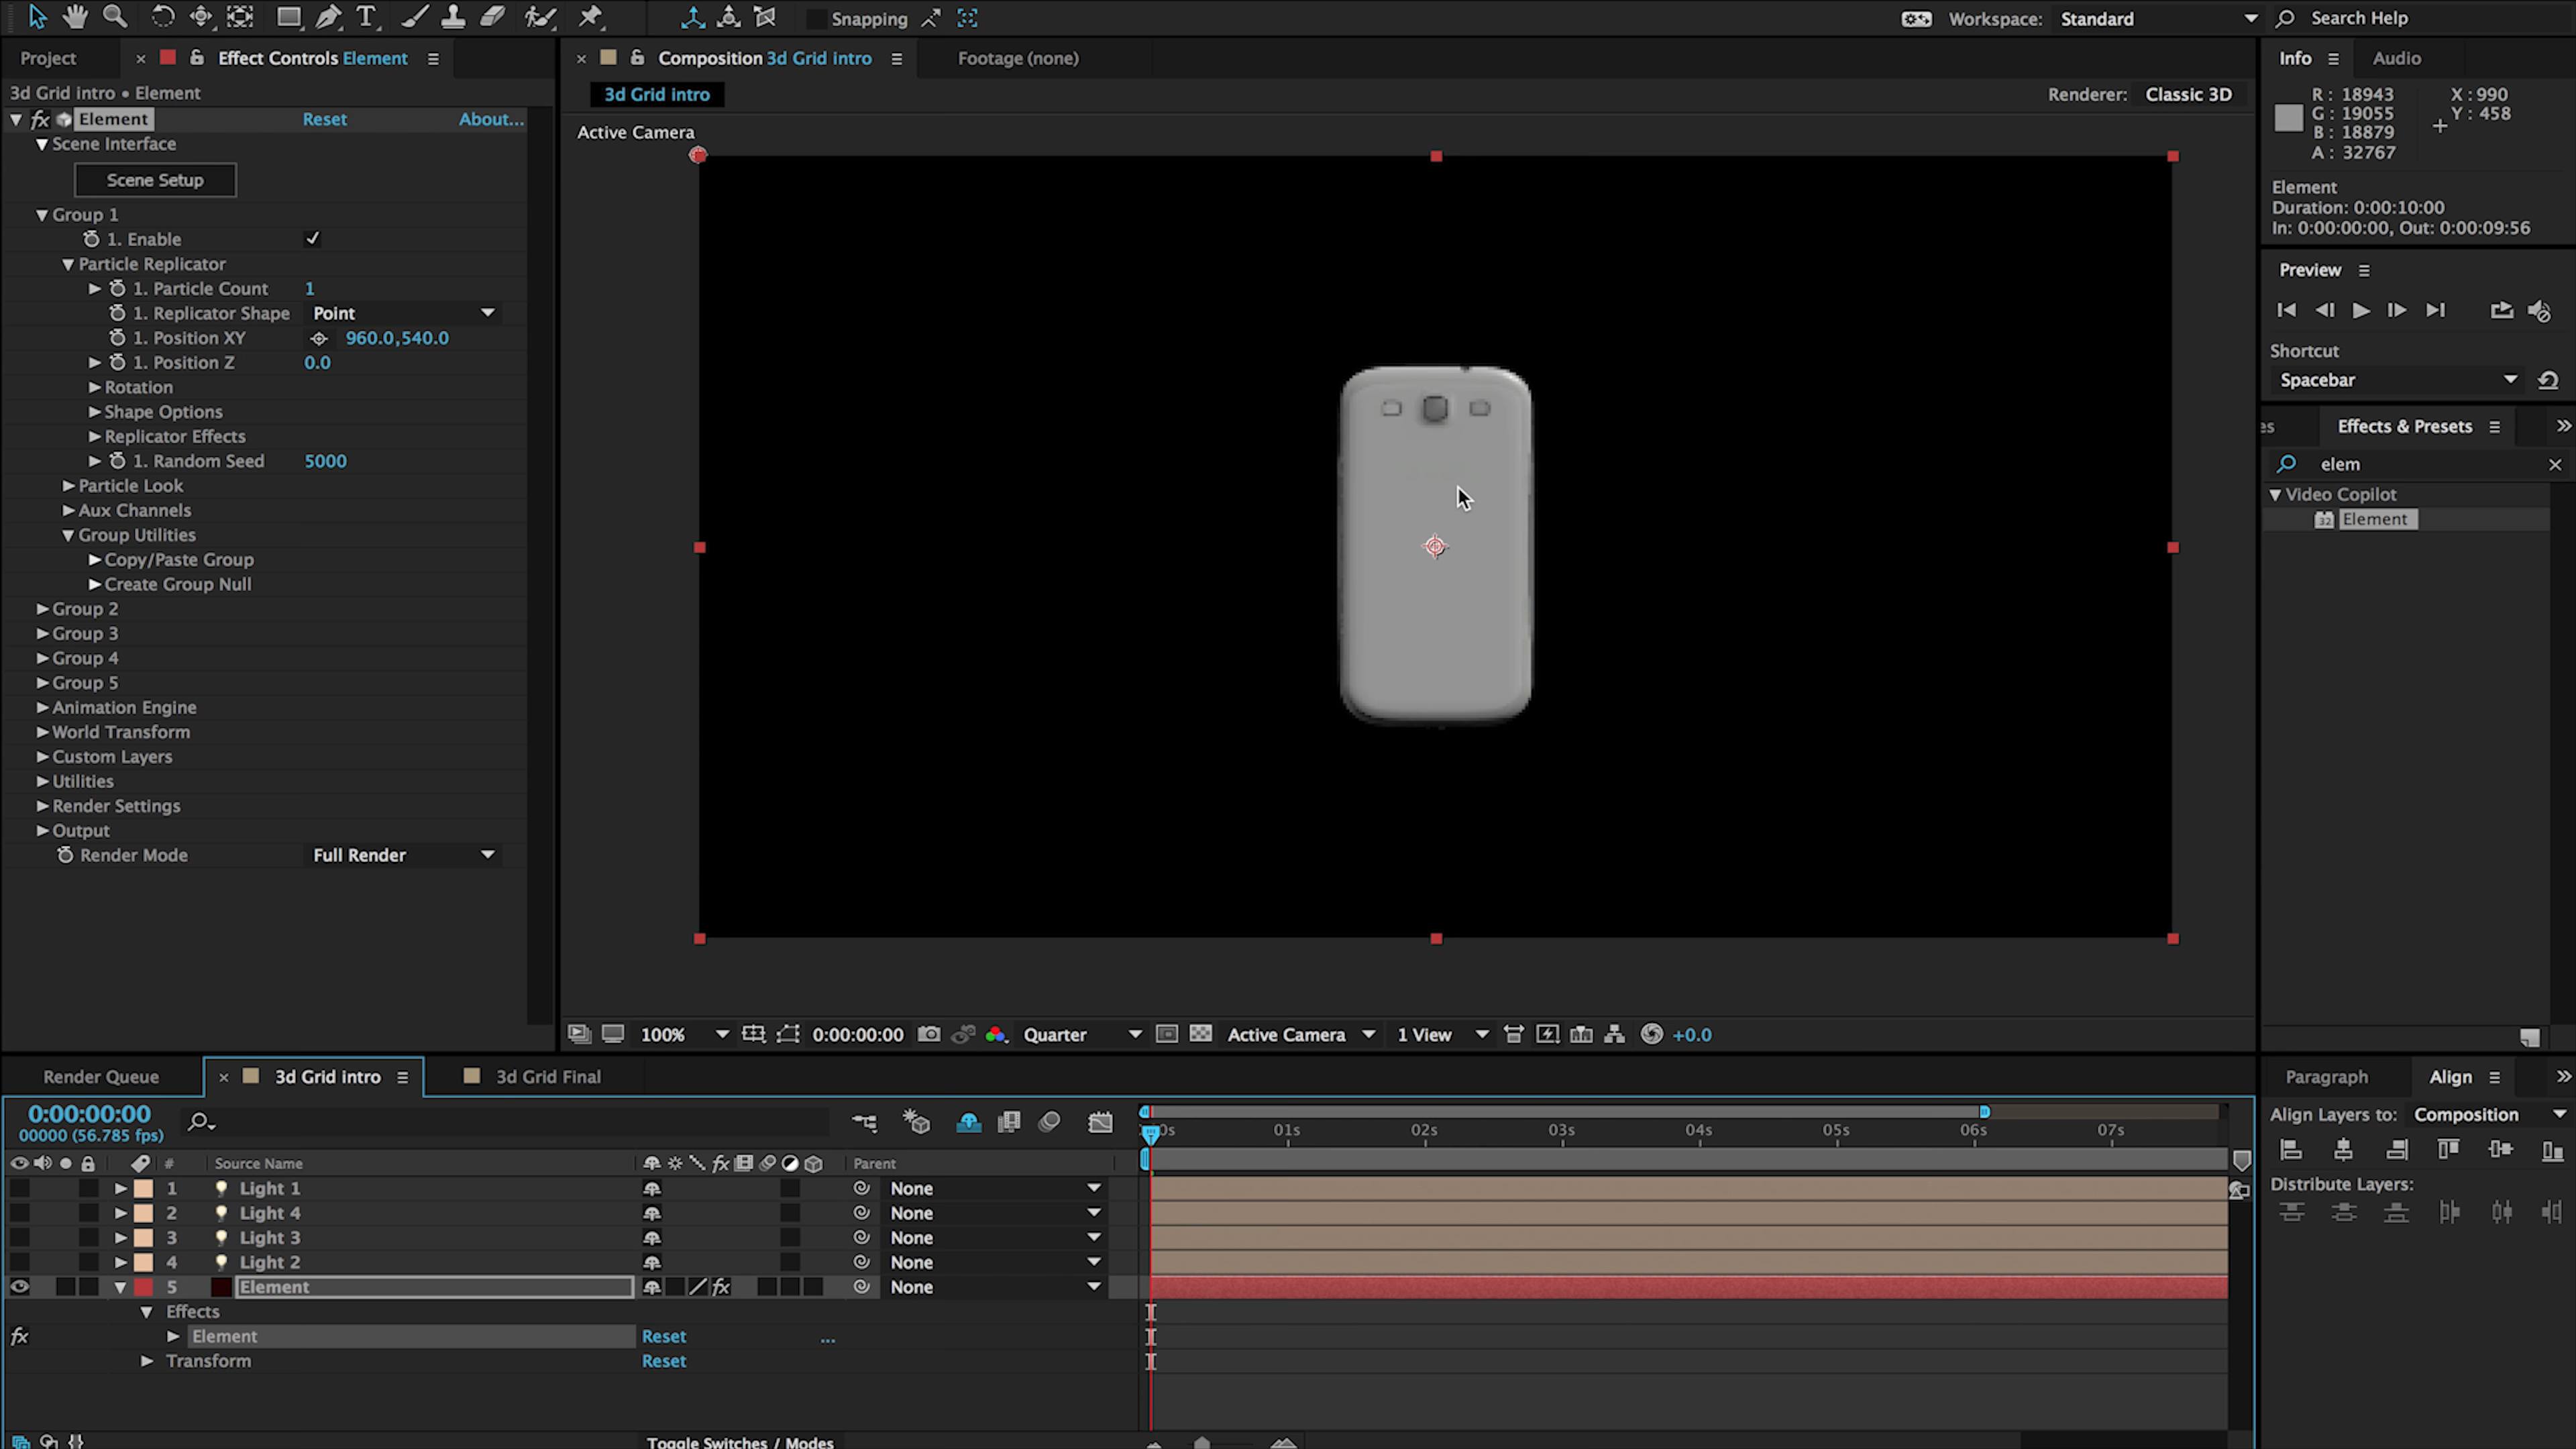 Snapping
Workspace: Standard
Search Help
Project
Effect Controls Element
3d Grid intro • Element
Element Reset About...
Scene Interface
Scene Setup
Group 1
1. Enable
Particle Replicator
1. Particle Count 1
1. Replicator Shape Point
1. Position XY 960.0,540.0
1. Position Z 0.0
Rotation
Shape Options
Replicator Effects
1. Random Seed 5000
Particle Look
Aux Channels
Group Utilities
Copy/Paste Group
Create Group Null
Group 2
Group 3
Group 4
Group 5
Animation Engine
World Transform
Custom Layers
Utilities
Render Settings
Output
Render Mode Full Render
Composition 3d Grid intro
Footage (none)
3d Grid intro
Renderer: Classic 3D
Active Camera
100%
0:00:00:00
Quarter
Active Camera
1 View
+0.0
Info
Audio
R: 18943
G: 19055
B: 18879
A: 32767
X: 990
Y: 458
Element
Duration: 0:00:10:00
In: 0:00:00:00, Out: 0:00:09:56
Preview
Shortcut
Spacebar
es
Effects & Presets
elem
Video Copilot
32 Element
Render Queue
3d Grid intro
3d Grid Final
0:00:00:00
00000 (56.785 fps)
0s 01s 02s 03s 04s 05s 06s 07s
# Source Name fx Parent
1 Light 1 None
2 Light 4 None
3 Light 3 None
4 Light 2 None
5 Element fx None
Effects
fx Element Reset ...
Transform Reset
Toggle Switches / Modes
Paragraph
Align
Align Layers to: Composition
Distribute Layers: